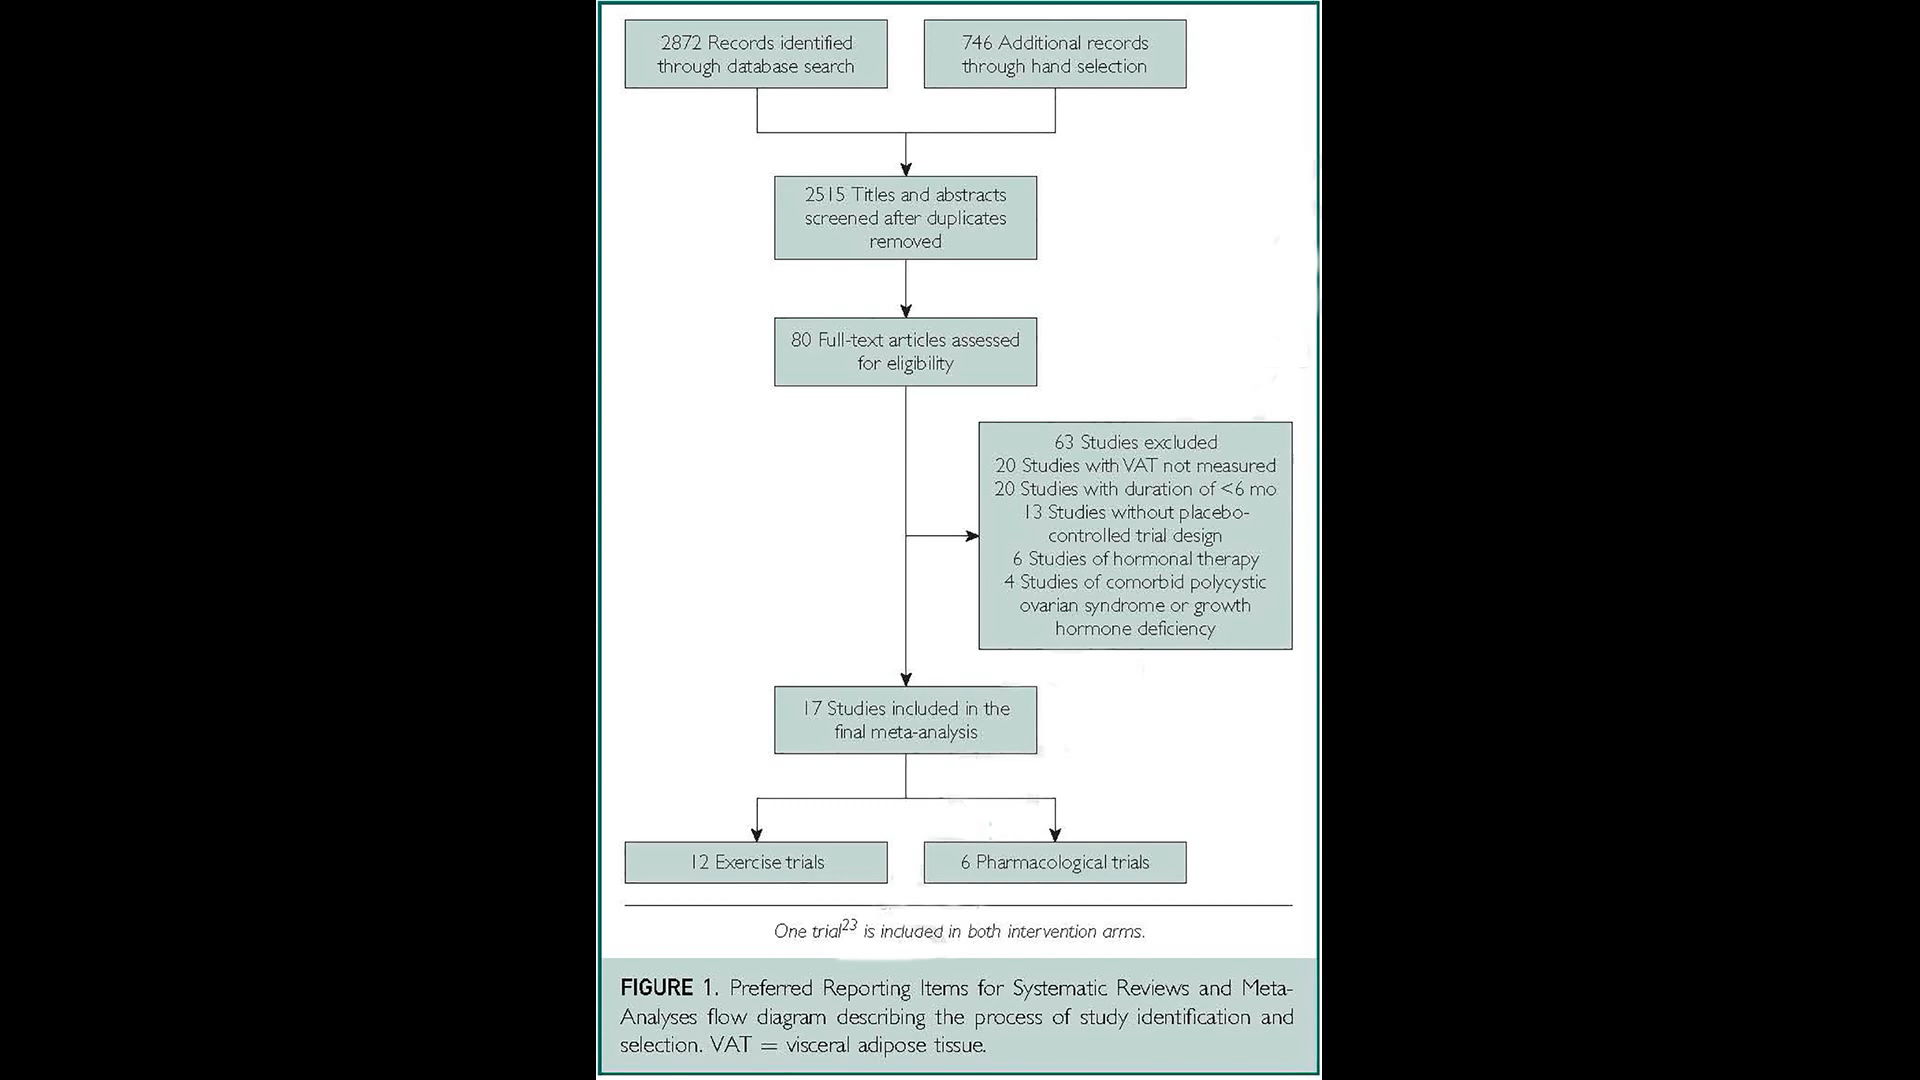 2872 Records identified
through database search
746 Additional records
through hand selection
2515 Titles and abstracts
screened after duplicates
removed
80 Full-text articles assessed
for eligibility
63 Studies excluded
20 Studies with VAT not measured
20 Studies with duration of <6 mo
13 Studies without placebo-
controlled trial design
6 Studies of hormonal therapy
4 Studies of comorbid polycystic
ovarian syndrome or growth
hormone deficiency
17 Studies included in the
final meta-analysis
12 Exercise trials
6 Pharmacological trials
One trial23 is included in both intervention arms.
FIGURE 1. Preferred Reporting Items for Systematic Reviews and Meta-
Analyses flow diagram describing the process of study identification and
selection. VAT = visceral adipose tissue.